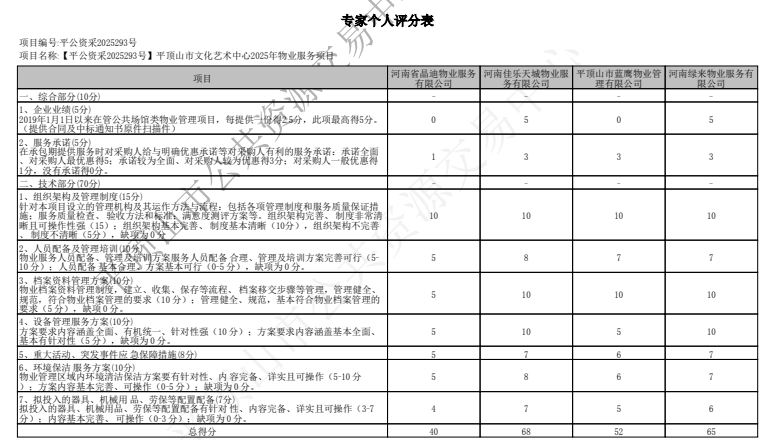 专家个人评分表
项目编号:平公资采2025293号
项目名称:【平公资采2025293号】平顶山市文化艺术中心2025年物业服务项目
项目 河南省晶迪物业服务有限公司 河南佳乐天城物业服务有限公司 平顶山市蓝鹰物业管理有限公司 河南绿来物业服务有限公司
一、综合部分(10分) - - - -
1、企业业绩(5分)
2019年1月1日以来在管公共场馆类物业管理项目，每提供一份得2.5分，此项最高得5分。
（提供合同及中标通知书原件扫描件） 0 5 0 5
2、服务承诺(5分)
在承包期提供服务时对采购人给与明确优惠承诺等对采购人有利的服务承诺：承诺全面
、对采购人最优惠得5；承诺较为全面、对采购人较为优惠得3分；对采购人一般优惠得
1分，没有承诺得0分。 1 3 3 3
二、技术部分(70分) - - - -
1、组织架构及管理制度(15分)
针对本项目设立的管理机构及其运作方法与流程：包括各项管理制度和服务质量保证措
施；服务质量检查、验收方法和标准；满意度测评方案等。组织架构完善、制度非常清
晰且可操作性强（15）；组织架构基本完善、制度基本清晰（10分），组织架构不完善
、制度不清晰（5分），缺项为０分 10 10 10 10
2、人员配备及管理培训(10分)
物业服务人员配备、管理及培训方案服务人员配备 合理、管理及培训方案完善可行（5-
10 分）；人员配备 基本合理、方案基本可行（0-5 分），缺项为０分。 5 8 7 7
3、档案资料管理方案(10分)
物业档案资料管理制度，建立、收集、保存等流程、 档案移交步骤等管理，管理健全、
规范，符合物业档案管理的要求（10 分）；管理健全、规范，基本符合物业档案管理的
要求（5 分），缺项为０分。 5 10 10 10
4、设备管理服务方案(10分)
方案要求内容涵盖全面、有机统一、针对性强（10 分）；方案要求内容涵盖基本全面、
基本有针对性（5 分），缺项为０分。 5 10 5 10
5、重大活动、突发事件应 急保障措施(8分) 5 7 6 7
6、环境保洁 服务方案(10分)
物业管理区域内环境清洁保洁方案要有针对性、内 容完备、详实且可操作（5-10 分
）；方案内容基本完善、可操作（0-5 分）；缺项为０分。 5 8 6 7
7、拟投入的器具、机械用 品、劳保等配置配备(7分)
拟投入的器具、机械用品、劳保等配置配备有针对 性、内容完备、详实且可操作（3-7
分）；内容基本完善、 可操作（0-3 分）；缺项为０分。 4 7 5 6
总得分 40 68 52 65